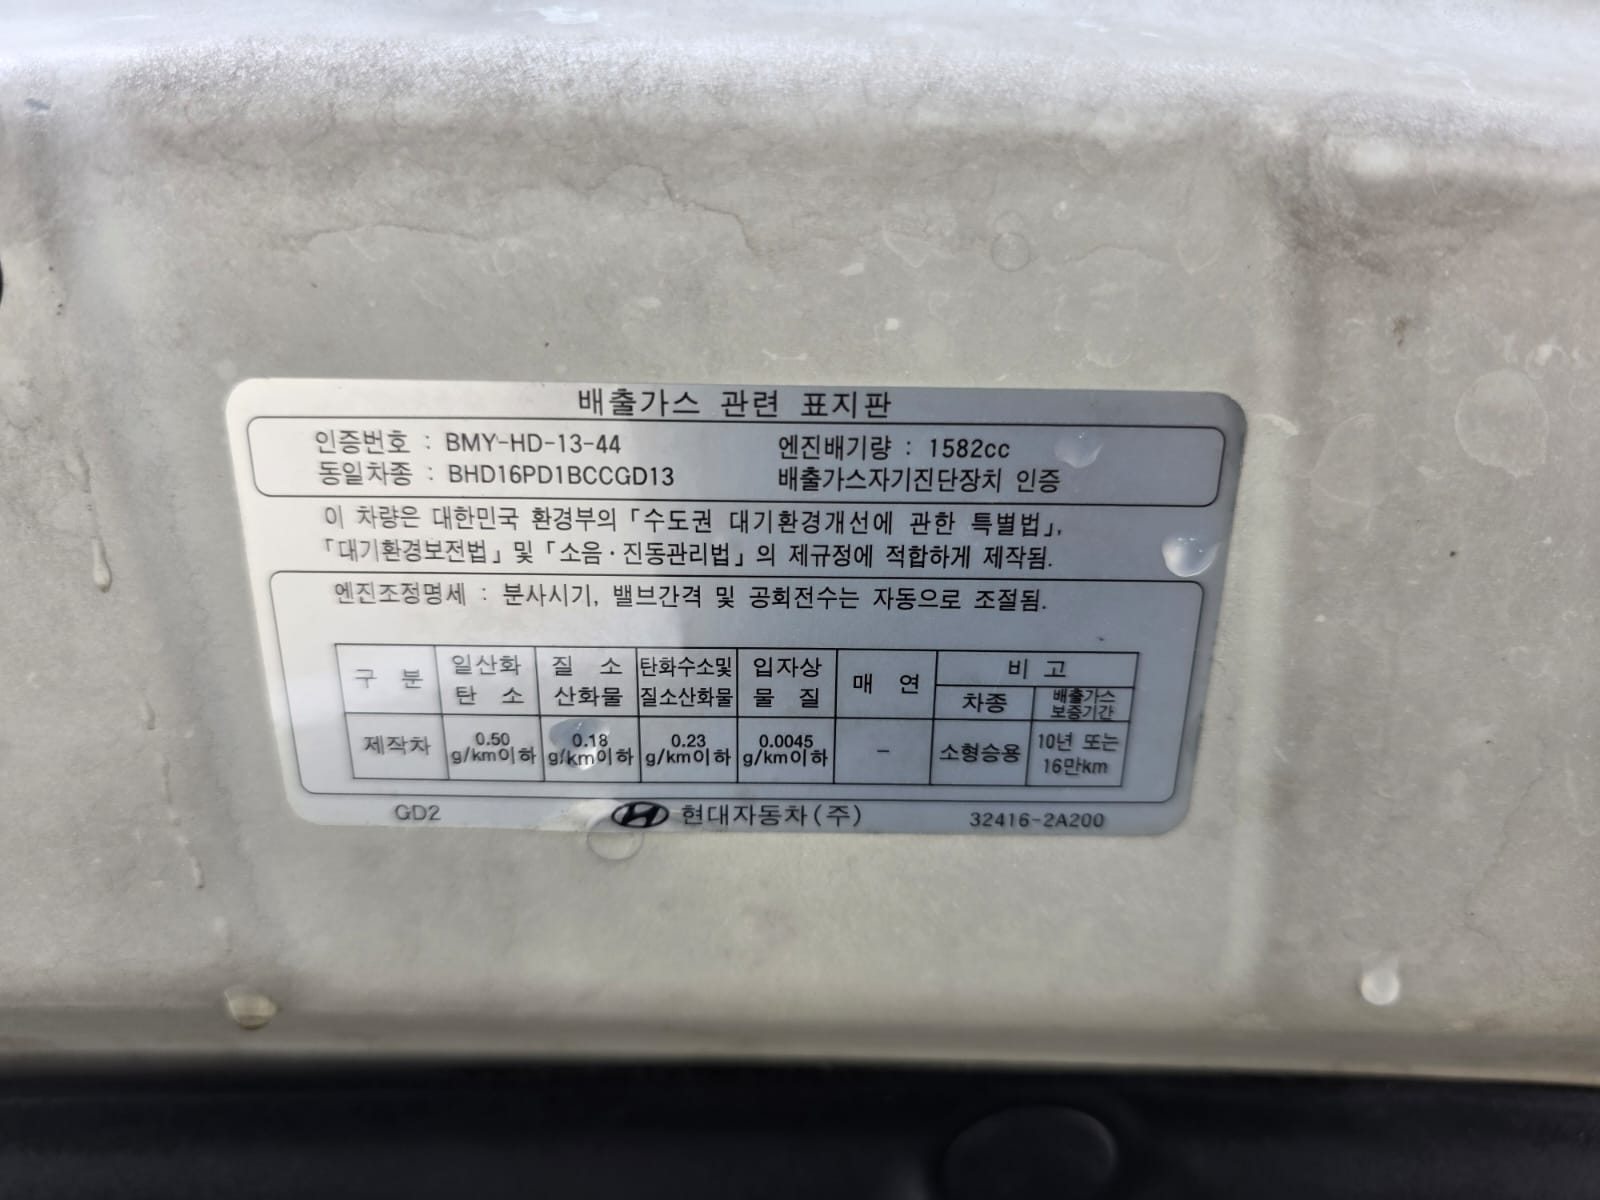 배출가스 관련 표지판
인증번호 : BMY-HD-13-44 엔진배기량 : 1582cc
동일차종 : BHD16PD1BCCGD13 배출가스자기진단장치 인증
이 차량은 대한민국 환경부의 「수도권 대기환경개선에 관한 특별법」,
「대기환경보전법」 및 「소음·진동관리법」의 제규정에 적합하게 제작됨.
엔진조정명세 : 분사시기, 밸브간격 및 공회전수는 자동으로 조절됨.
구 분 일산화 탄 소 질 소 산화물 탄화수소및 질소산화물 입자상 물 질 매 연 비 고
차종 배출가스 보증기간
제작차 0.50 g/km이하 0.18 g/km이하 0.23 g/km이하 0.0045 g/km이하 – 소형승용 10년 또는 16만km
GD2 현대자동차(주) 32416-2A200